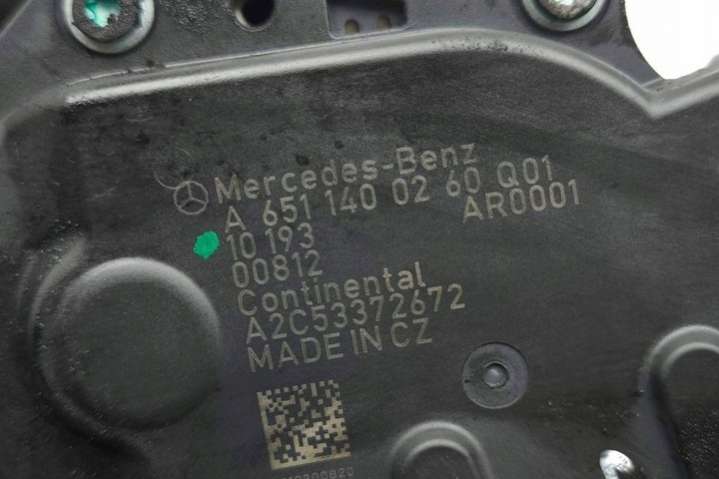 Mercedes-Benz
A 651 140 02 60 Q01
AR0001
10 193
00812
Continental
A2C53372672
MADE IN CZ